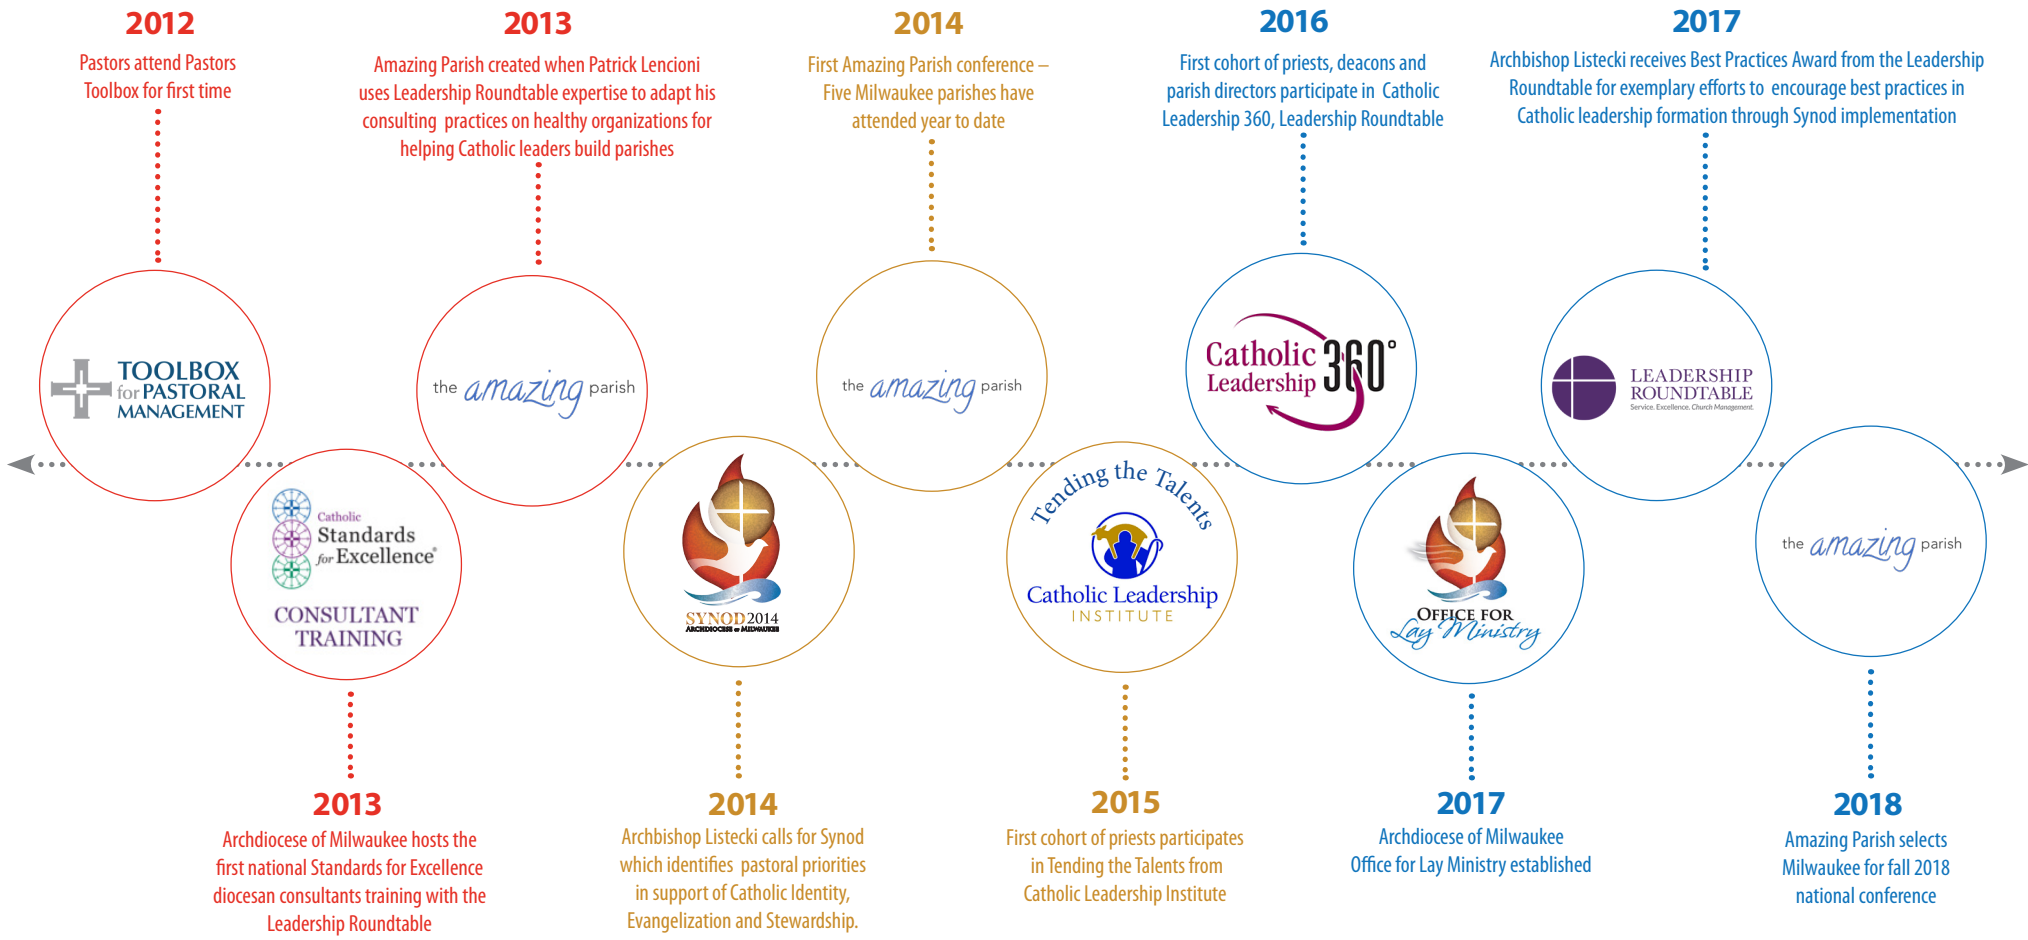 2012
Pastors attend Pastors
Toolbox for first time
2013
Amazing Parish created when Patrick Lencioni
uses Leadership Roundtable expertise to adapt his
consulting practices on healthy organizations for
helping Catholic leaders build parishes
2014
First Amazing Parish conference –
Five Milwaukee parishes have
attended year to date
2016
First cohort of priests, deacons and
parish directors participate in Catholic
Leadership 360, Leadership Roundtable
2017
Archbishop Listecki receives Best Practices Award from the Leadership
Roundtable for exemplary efforts to encourage best practices in
Catholic leadership formation through Synod implementation
TOOLBOX
for PASTORAL
MANAGEMENT
the amazing parish
the amazing parish
Catholic
Leadership 360°
LEADERSHIP
ROUNDTABLE
Service. Excellence. Church Management.
Catholic
Standards
for Excellence®
CONSULTANT
TRAINING
SYNOD 2014
ARCHDIOCESE OF MILWAUKEE
Tending the Talents
Catholic Leadership
INSTITUTE
OFFICE FOR
Lay Ministry
the amazing parish
2013
Archdiocese of Milwaukee hosts the
first national Standards for Excellence
diocesan consultants training with the
Leadership Roundtable
2014
Archbishop Listecki calls for Synod
which identifies pastoral priorities
in support of Catholic Identity,
Evangelization and Stewardship.
2015
First cohort of priests participates
in Tending the Talents from
Catholic Leadership Institute
2017
Archdiocese of Milwaukee
Office for Lay Ministry established
2018
Amazing Parish selects
Milwaukee for fall 2018
national conference